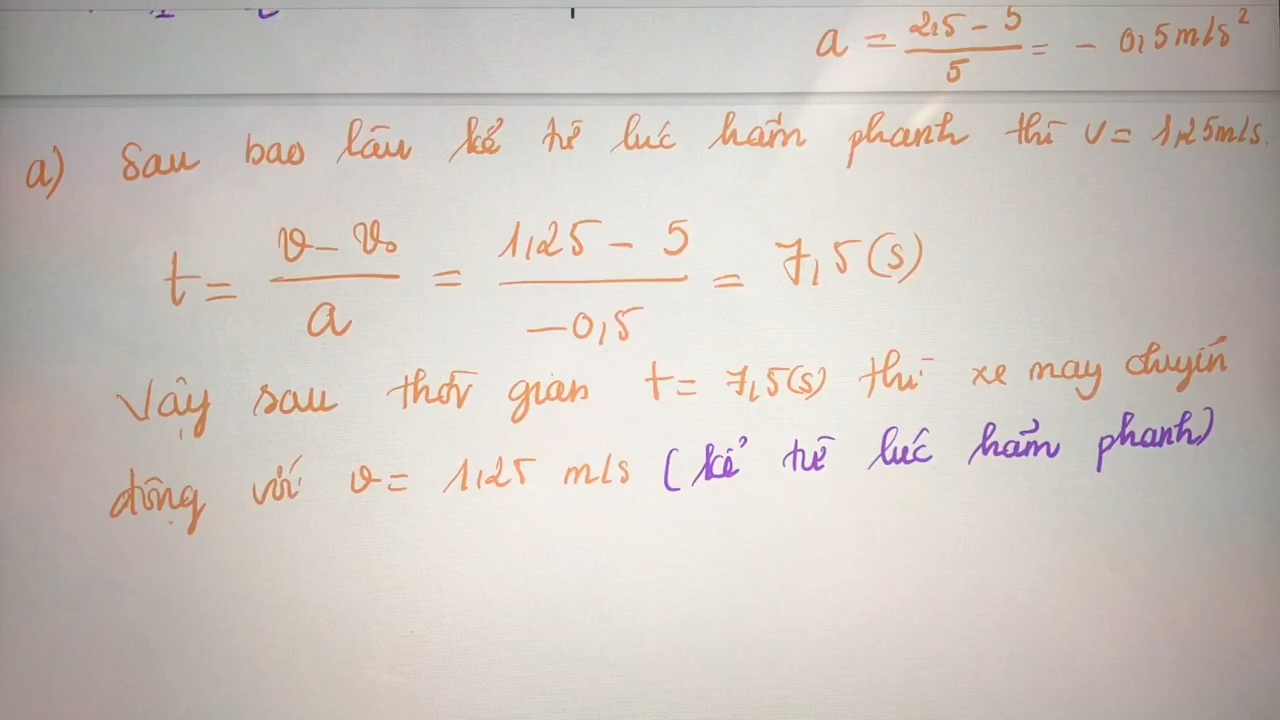 a = (2,5 - 5)/5 = - 0,5 m/s²
a) Sau bao lâu kể từ lúc hãm phanh thì v = 1,25m/s.
t = (v - v₀)/a = (1,25 - 5)/(-0,5) = 7,5(s)
Vậy sau thời gian t = 7,5(s) thì xe máy chuyển
động với v = 1,25 m/s (kể từ lúc hãm phanh)